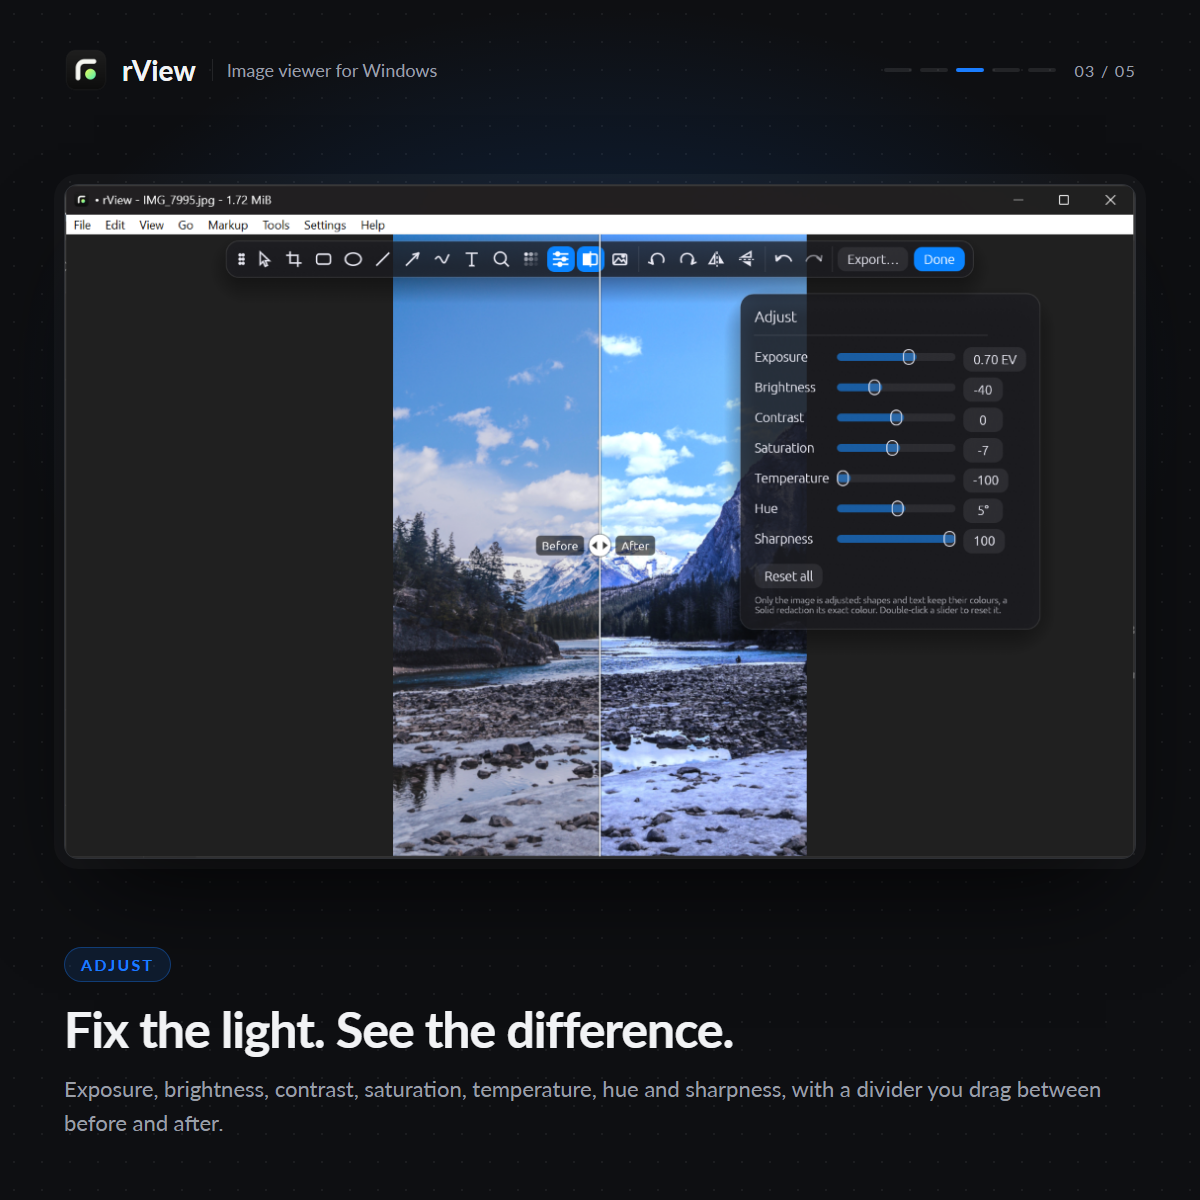 rView
Image viewer for Windows
03 / 05
• rView - IMG_7995.jpg - 1.72 MiB
File Edit View Go Markup Tools Settings Help
Export... Done
Adjust
Exposure 0.70 EV
Brightness -40
Contrast 0
Saturation -7
Temperature -100
Hue 5°
Sharpness 100
Before After
Reset all
Only the image is adjusted: shapes and text keep their colours, a
Solid redaction its exact colour. Double-click a slider to reset it.
ADJUST
Fix the light. See the difference.
Exposure, brightness, contrast, saturation, temperature, hue and sharpness, with a divider you drag between
before and after.